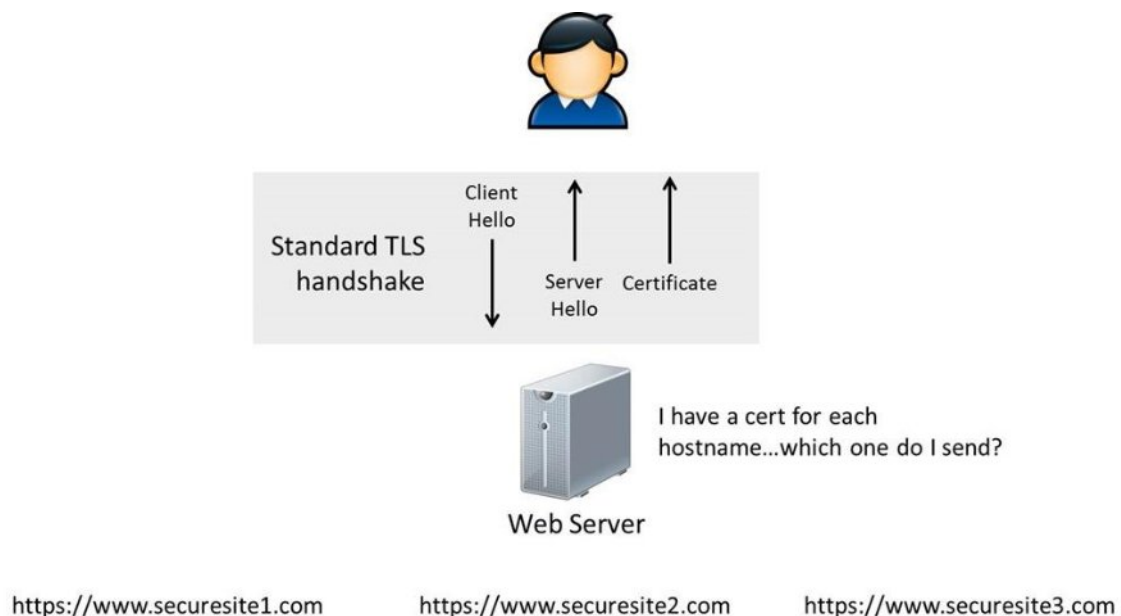 Client
Hello
Standard TLS
handshake
Server
Hello
Certificate
I have a cert for each
hostname...which one do I send?
Web Server
https://www.securesite1.com
https://www.securesite2.com
https://www.securesite3.com